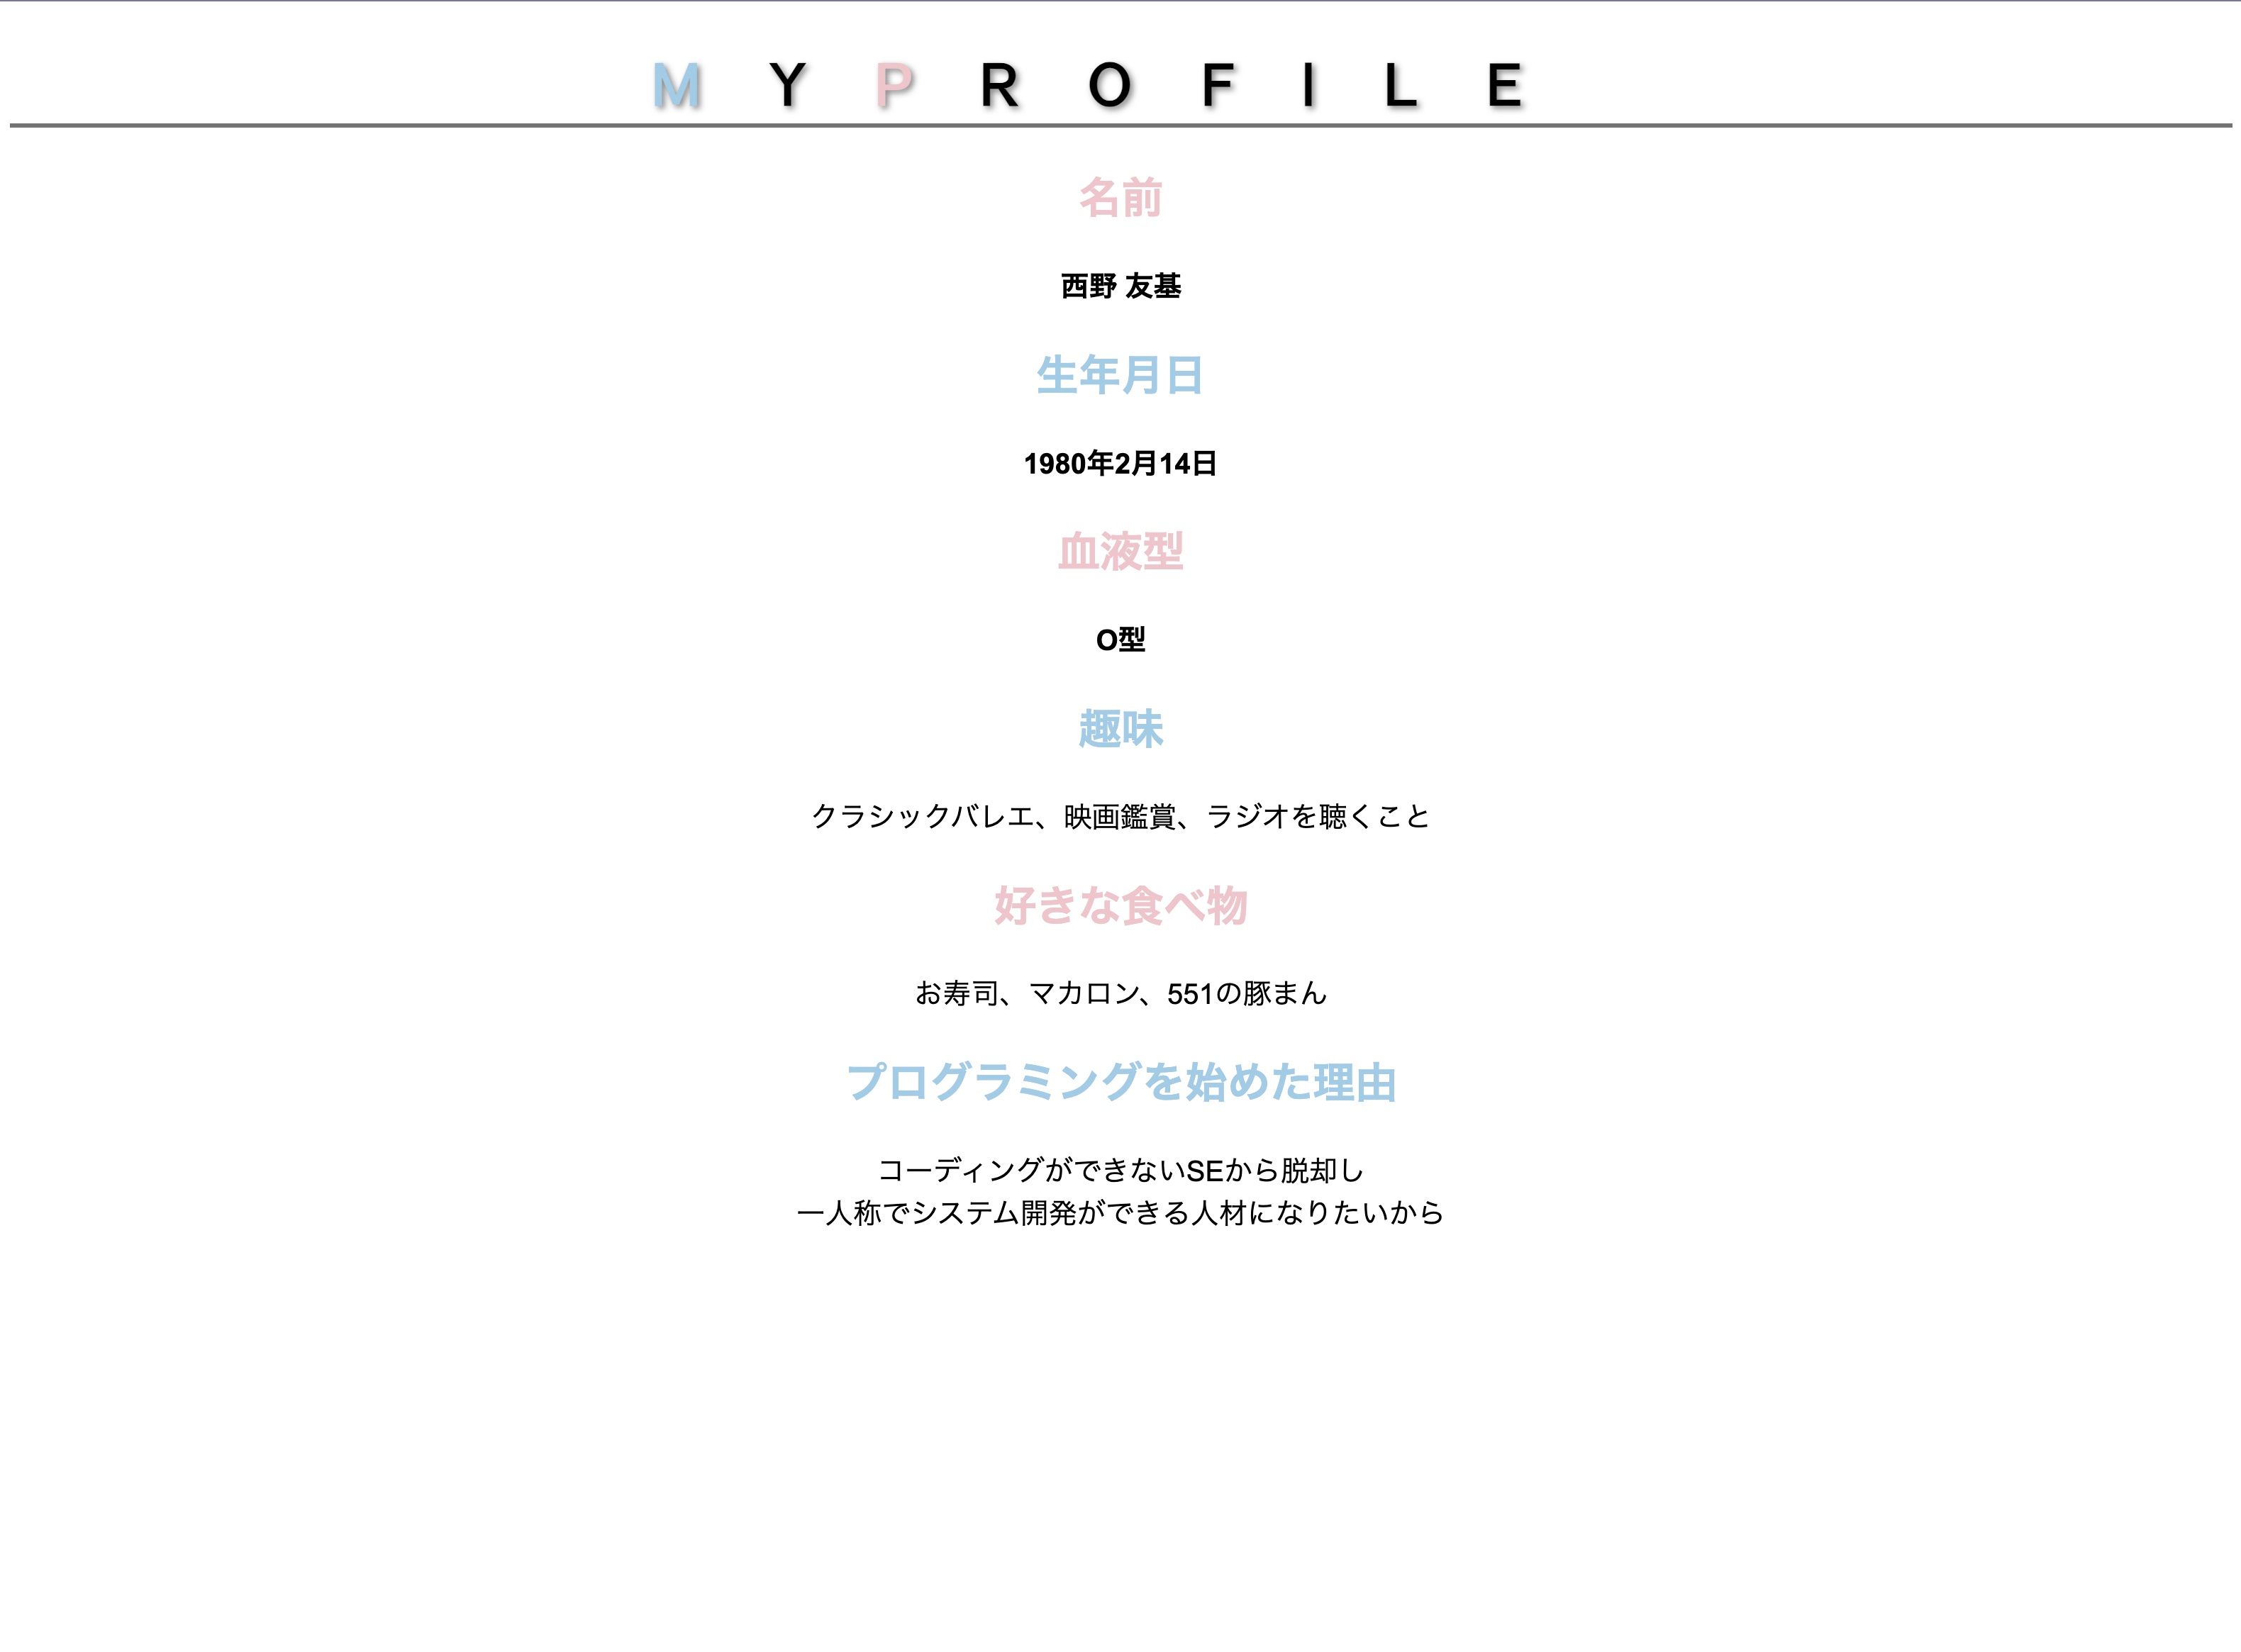 MY PROFILE
名前
西野 友基
生年月日
1980年2月14日
血液型
O型
趣味
クラシックバレエ、映画鑑賞、ラジオを聴くこと
好きな食べ物
お寿司、マカロン、551の豚まん
プログラミングを始めた理由
コーディングができないSEから脱却し
一人称でシステム開発ができる人材になりたいから